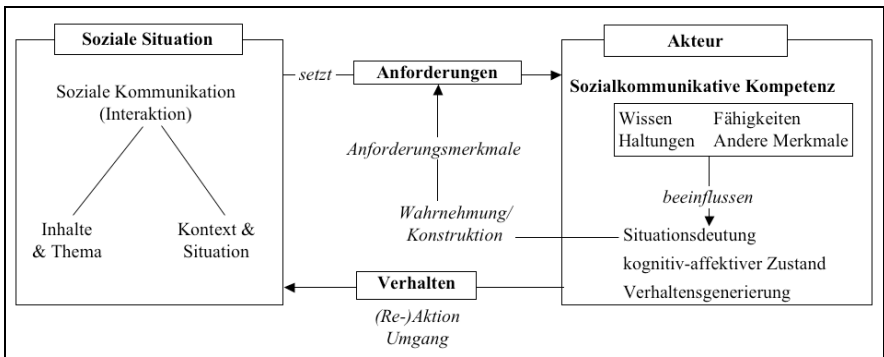 Soziale Situation
Soziale Kommunikation
(Interaktion)
Inhalte
& Thema
Kontext &
Situation
setzt
Anforderungen
Anforderungsmerkmale
Wahrnehmung/
Konstruktion
Verhalten
(Re-)Aktion
Umgang
Akteur
Sozialkommunikative Kompetenz
Wissen Fähigkeiten
Haltungen Andere Merkmale
beeinflussen
Situationsdeutung
kognitiv-affektiver Zustand
Verhaltensgenerierung